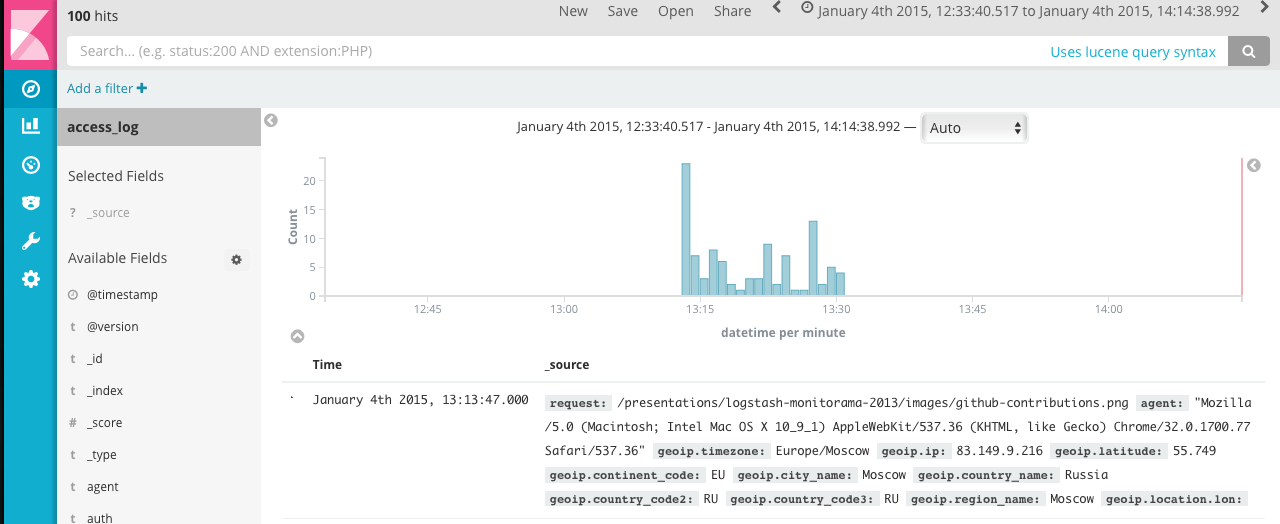 100 hits
New Save Open Share January 4th 2015, 12:33:40.517 to January 4th 2015, 14:14:38.992
Search... (e.g. status:200 AND extension:PHP) Uses lucene query syntax
Add a filter
access_log
January 4th 2015, 12:33:40.517 - January 4th 2015, 14:14:38.992 — Auto
Selected Fields
? _source
Available Fields
@timestamp
t @version
t _id
t _index
# _score
t _type
t agent
t auth
Count
20
15
10
5
0
12:45 13:00 13:15 13:30 13:45 14:00
datetime per minute
Time _source
January 4th 2015, 13:13:47.000 request: /presentations/logstash-monitorama-2013/images/github-contributions.png agent: "Mozilla
/5.0 (Macintosh; Intel Mac OS X 10_9_1) AppleWebKit/537.36 (KHTML, like Gecko) Chrome/32.0.1700.77
Safari/537.36" geoip.timezone: Europe/Moscow geoip.ip: 83.149.9.216 geoip.latitude: 55.749
geoip.continent_code: EU geoip.city_name: Moscow geoip.country_name: Russia
geoip.country_code2: RU geoip.country_code3: RU geoip.region_name: Moscow geoip.location.lon: